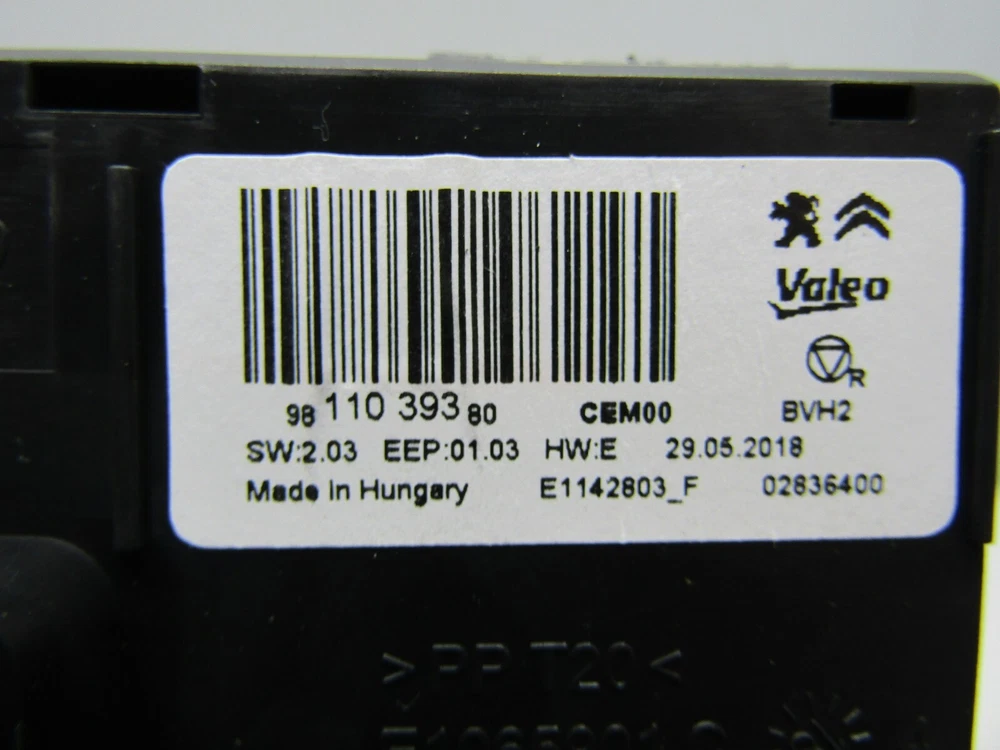 Valeo
R
98 110 393 80 CEM00 BVH2
SW:2.03 EEP:01.03 HW:E 29.05.2018
Made in Hungary E1142803_F 02836400
>PP T20<